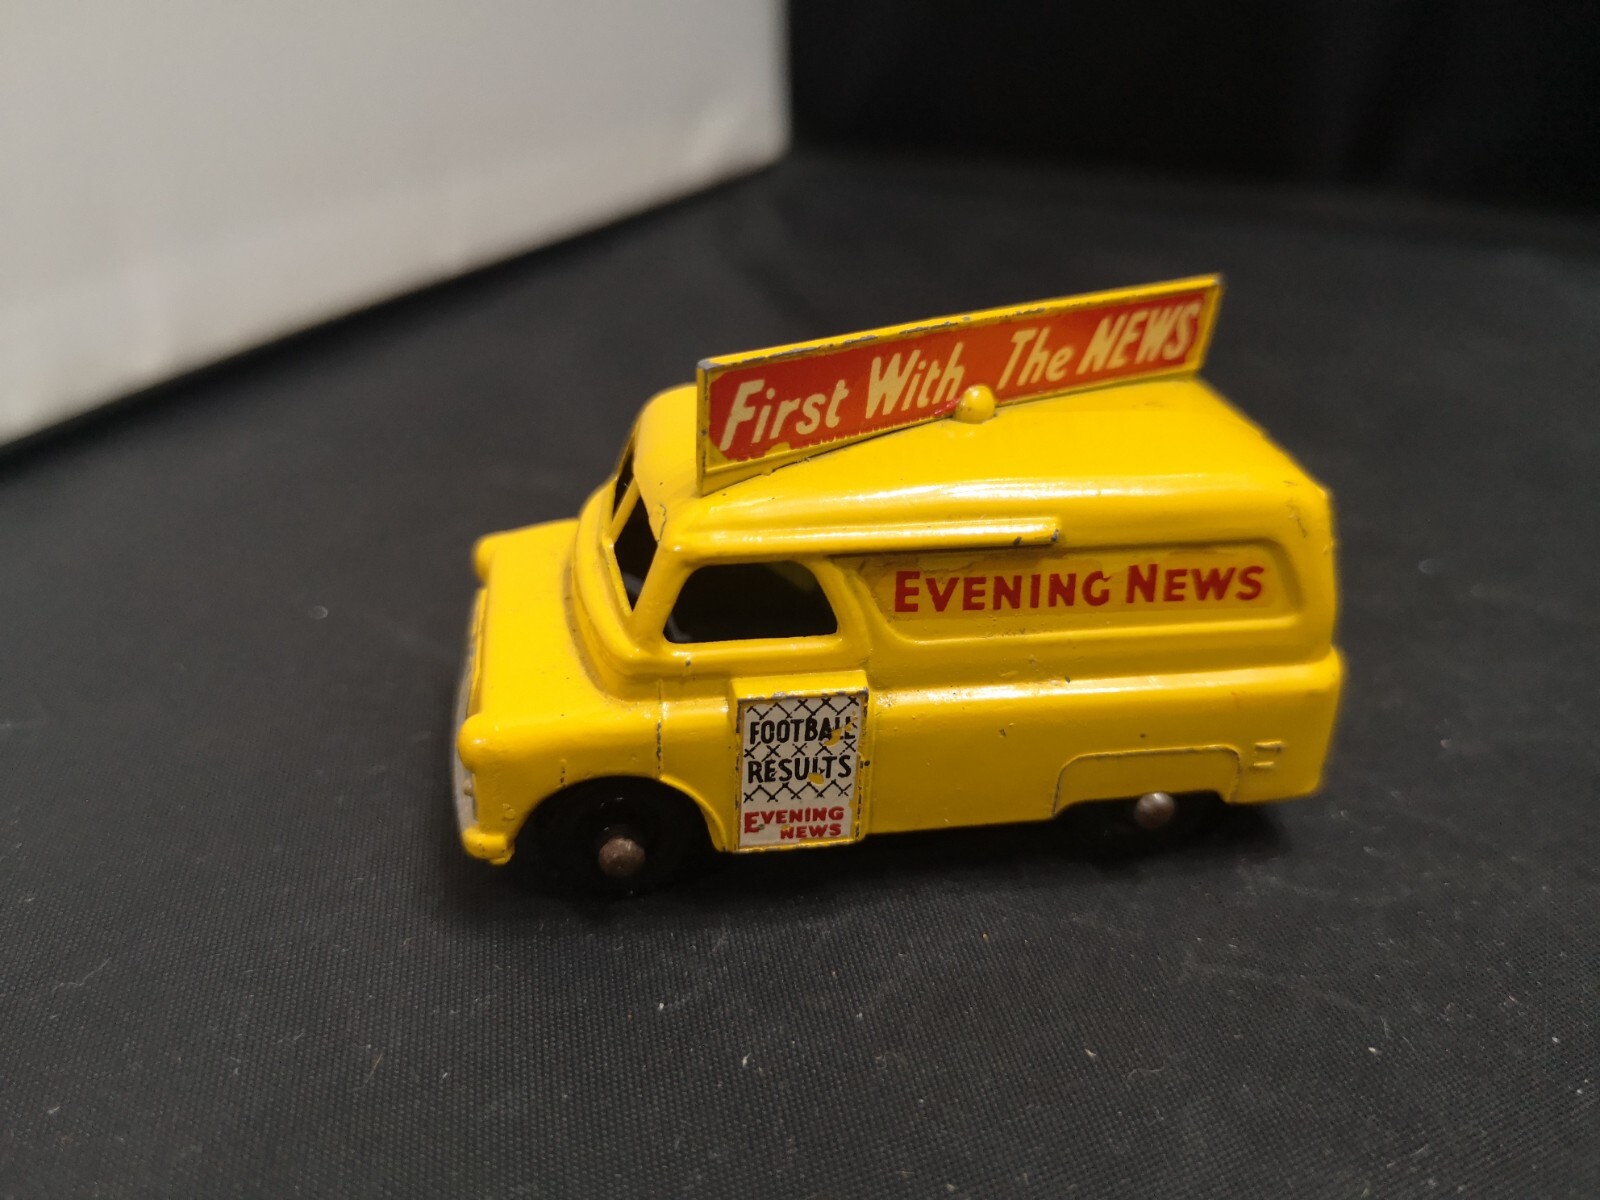 First With The NEWS
EVENING NEWS
FOOTBALL
RESULTS
EVENING
NEWS